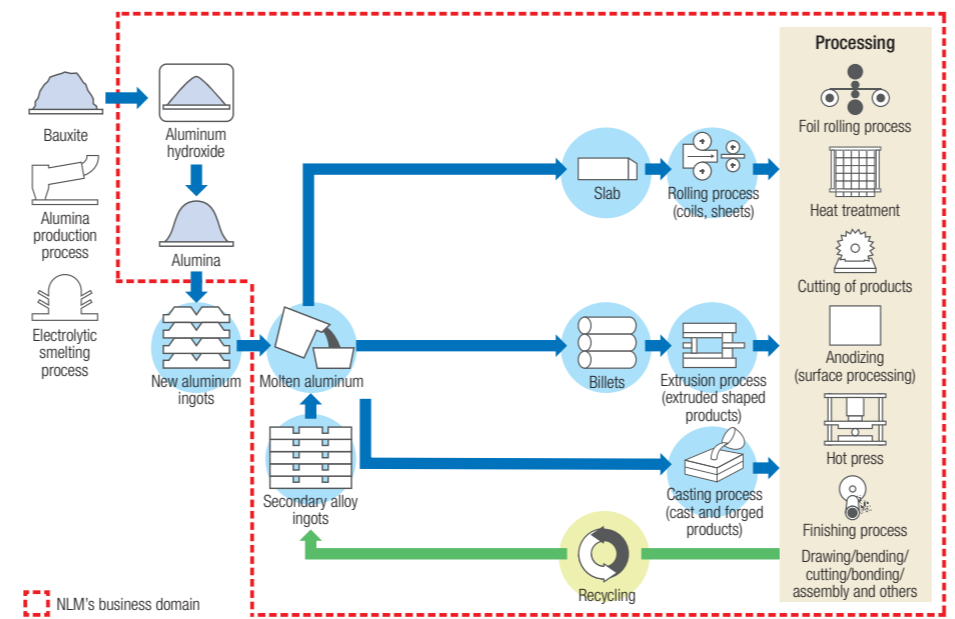 Processing
Bauxite
Aluminum
hydroxide
Foil rolling process
Alumina
production
process
Alumina
Slab
Rolling process
(coils, sheets)
Heat treatment
Cutting of products
Electrolytic
smelting
process
New aluminum
ingots
Molten aluminum
Billets
Extrusion process
(extruded shaped
products)
Anodizing
(surface processing)
Hot press
Secondary alloy
ingots
Casting process
(cast and forged
products)
Finishing process
Drawing/bending/
cutting/bonding/
assembly and others
Recycling
NLM's business domain